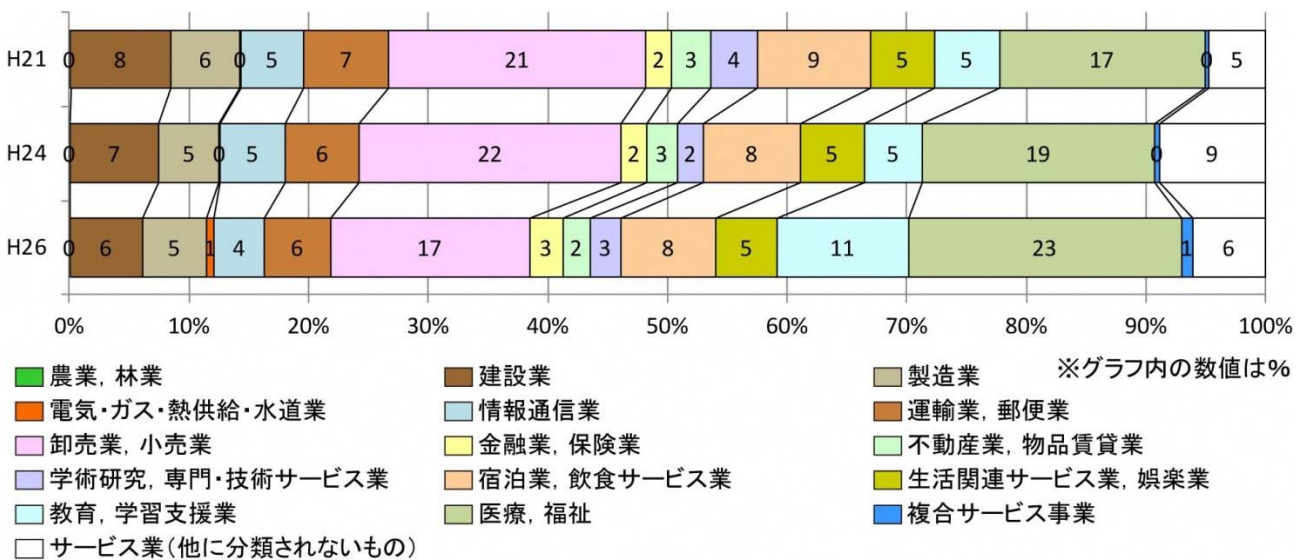 H21 0 8 6 0 5 7 21 2 3 4 9 5 5 17 0 5
H24 0 7 5 0 5 6 22 2 3 2 8 5 5 19 0 9
H26 0 6 5 1 4 6 17 3 2 3 8 5 11 23 1 6
0% 10% 20% 30% 40% 50% 60% 70% 80% 90% 100%
※グラフ内の数値は%
農業, 林業 建設業 製造業
電気・ガス・熱供給・水道業 情報通信業 運輸業, 郵便業
卸売業, 小売業 金融業, 保険業 不動産業, 物品賃貸業
学術研究, 専門・技術サービス業 宿泊業, 飲食サービス業 生活関連サービス業, 娯楽業
教育, 学習支援業 医療, 福祉 複合サービス事業
サービス業(他に分類されないもの)